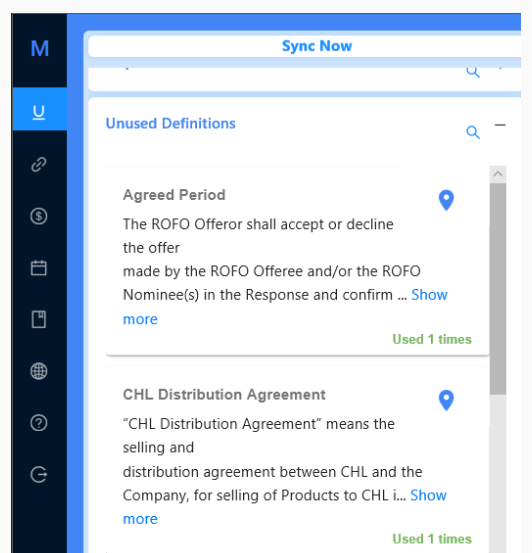 M
Sync Now
U
Unused Definitions
Agreed Period
The ROFO Offeror shall accept or decline
the offer
made by the ROFO Offeree and/or the ROFO
Nominee(s) in the Response and confirm ... Show
more
Used 1 times
CHL Distribution Agreement
“CHL Distribution Agreement” means the
selling and
distribution agreement between CHL and the
Company, for selling of Products to CHL i... Show
more
Used 1 times